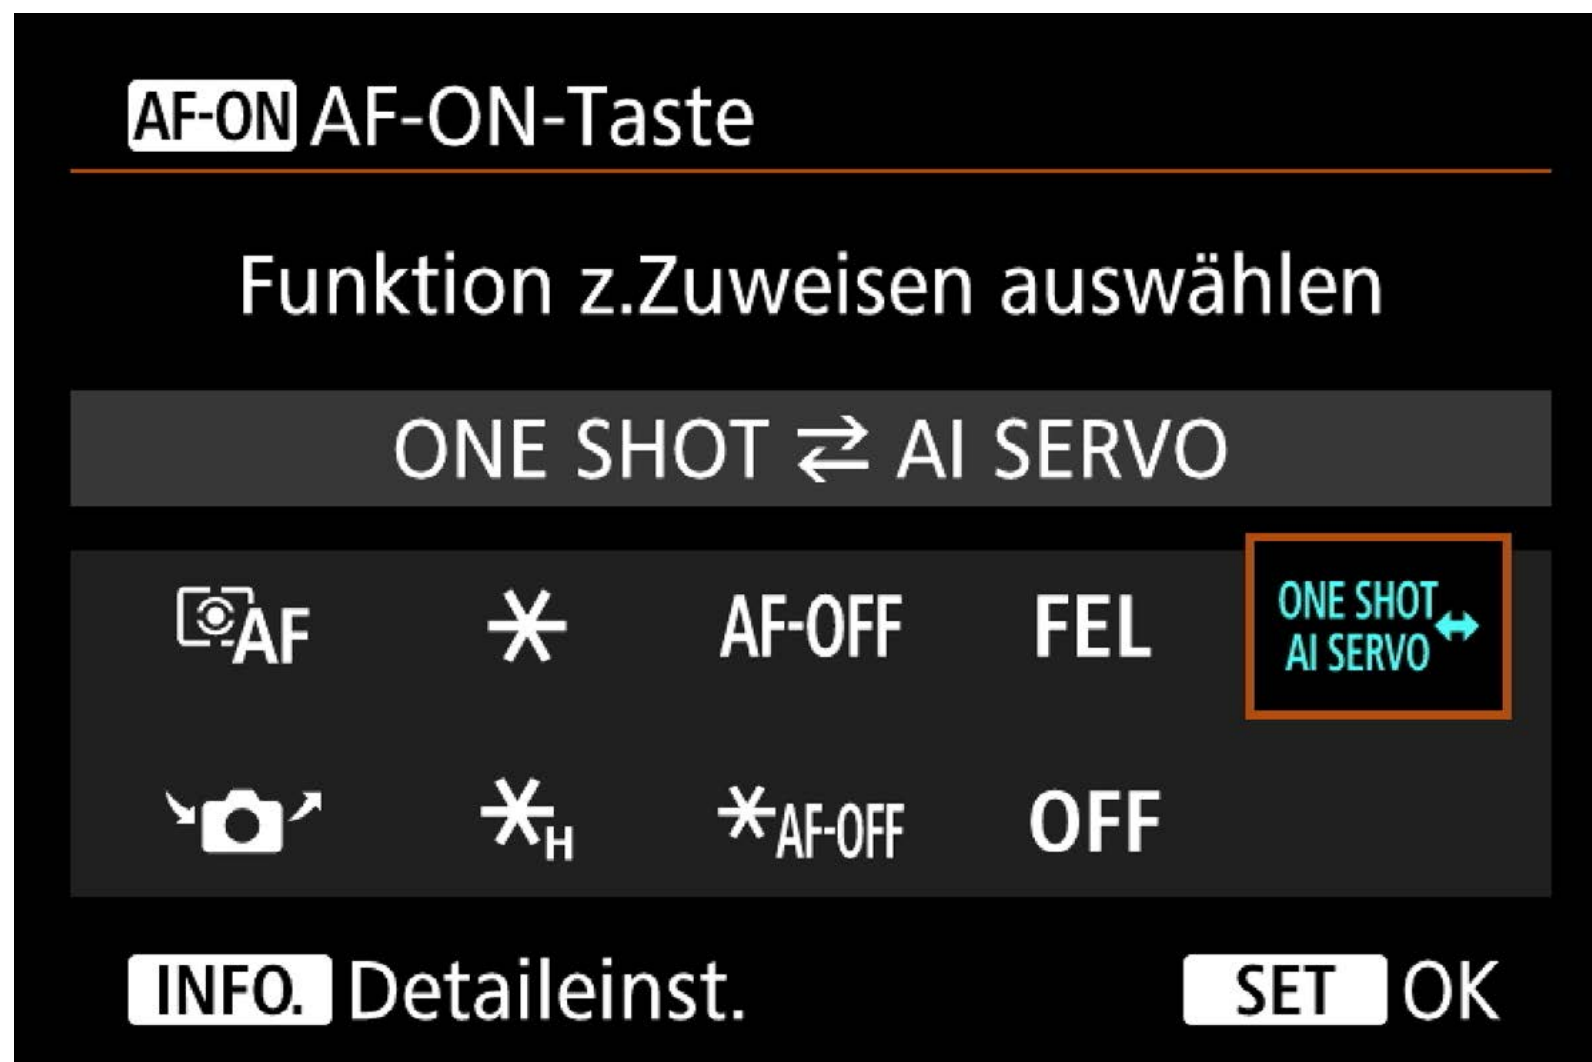 AF-ON AF-ON-Taste
Funktion z.Zuweisen auswählen
ONE SHOT ⇄ AI SERVO
AF * AF-OFF FEL ONE SHOT AI SERVO ↔
*H *AF-OFF OFF
INFO. Detaileinst. SET OK